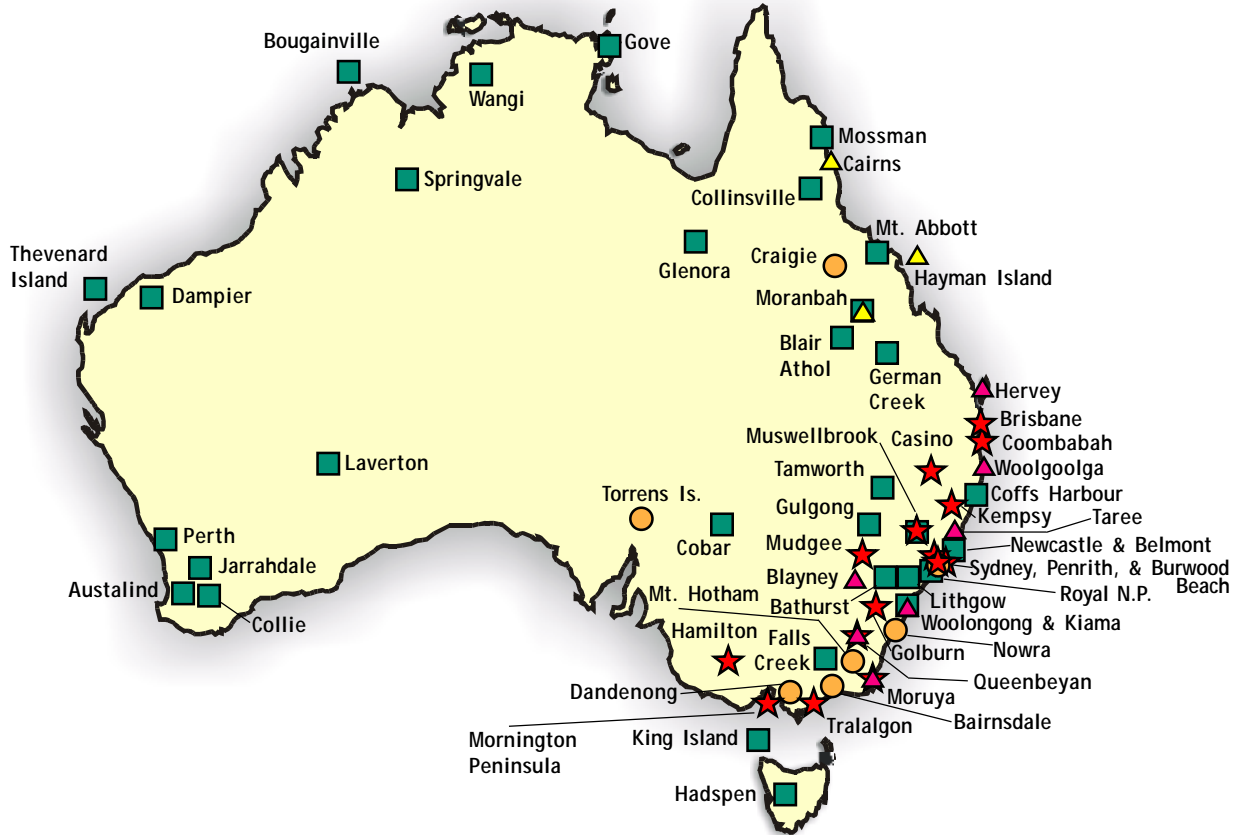 Bougainville
Gove
Wangi
Mossman
Cairns
Springvale
Collinsville
Mt. Abbott
Thevenard
Island
Glenora
Craigie
Hayman Island
Dampier
Moranbah
Blair
Athol
German
Creek
Hervey
Brisbane
Muswellbrook
Casino
Coombabah
Laverton
Tamworth
Woolgoolga
Torrens Is.
Gulgong
Coffs Harbour
Kempsy
Taree
Perth
Cobar
Mudgee
Newcastle & Belmont
Jarrahdale
Blayney
Sydney, Penrith, & Burwood
Beach
Austalind
Mt. Hotham
Bathurst
Lithgow
Royal N.P.
Collie
Woolongong & Kiama
Hamilton
Falls
Creek
Golburn
Nowra
Queenbeyan
Dandenong
Moruya
Bairnsdale
Tralalgon
Mornington
Peninsula
King Island
Hadspen